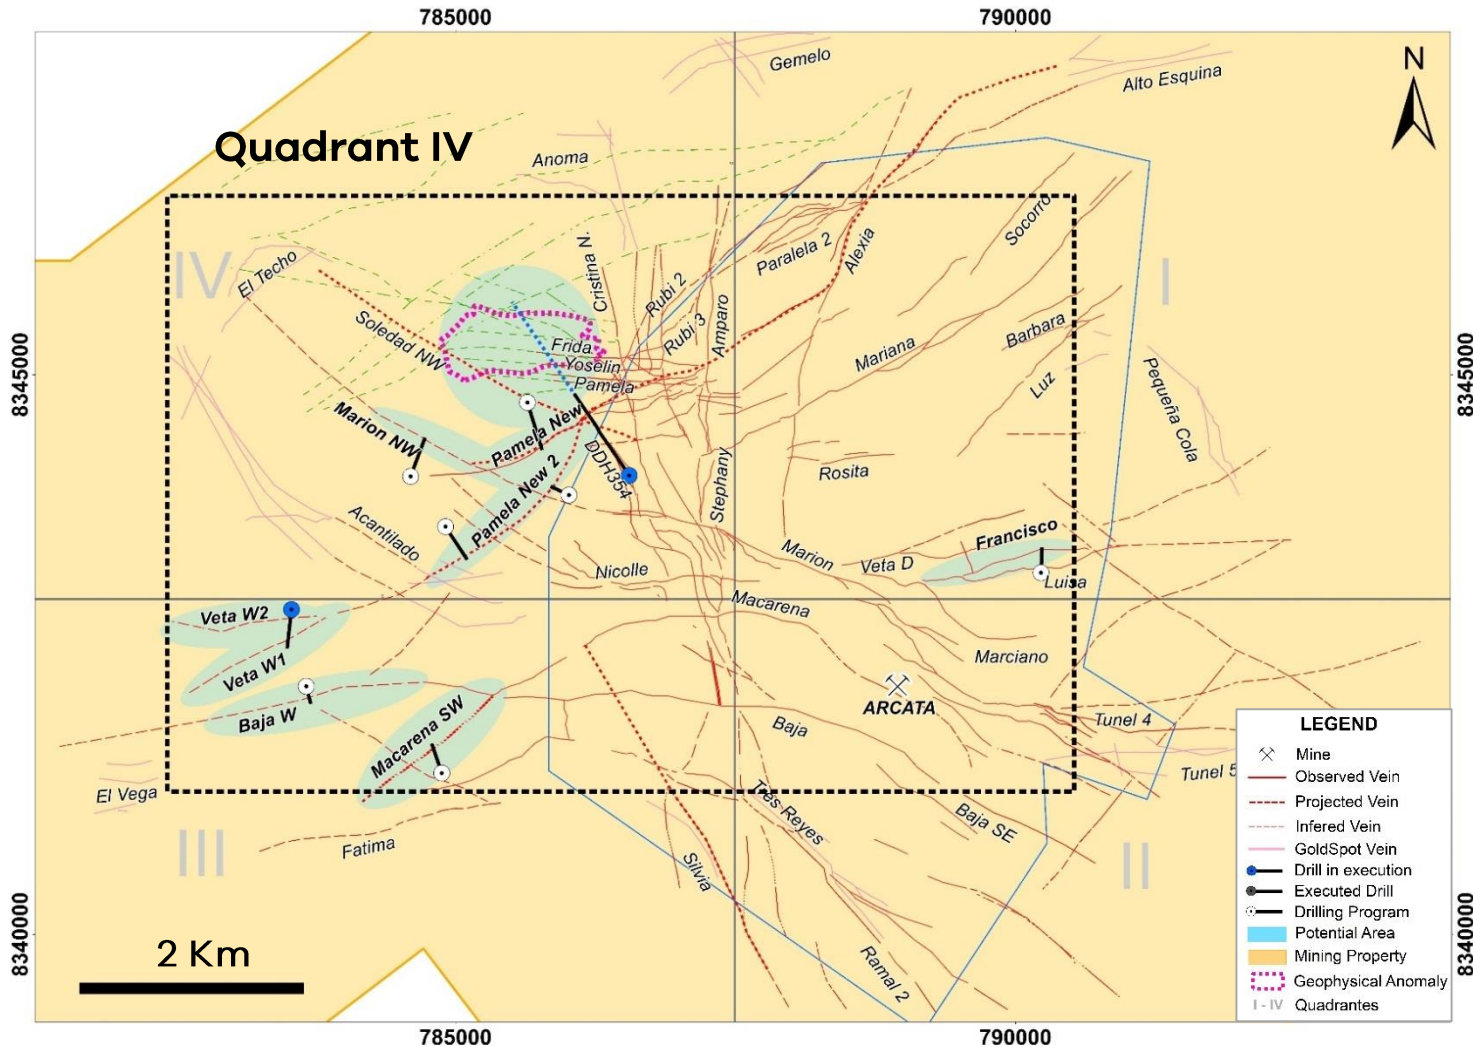 785000
790000
Gemelo
Alto Esquina
N
Quadrant IV
Anoma
Socorro
IV
El Techo
Cristina N.
Paralela 2
Alexia
I
Rubi 2
Soledad NW
Rubi 3
Amparo
Frida
Yoselin
Pamela
Mariana
Barbara
Luz
8345000
8345000
Pequeña Cola
Marion NW
Pamela New
DDH354
Pamela New 2
Stephany
Rosita
Acantilado
Nicolle
Marion
Veta D
Francisco
Luisa
Veta W2
Macarena
Veta W1
Marciano
Baja W
Macarena SW
ARCATA
Baja
Tunel 4
Tunel 5
El Vega
Fatima
Tres Reyes
Baja SE
III
Silvia
II
Ramal 2
8340000
8340000
2 Km
LEGEND
Mine
Observed Vein
Projected Vein
Infered Vein
GoldSpot Vein
Drill in execution
Executed Drill
Drilling Program
Potential Area
Mining Property
Geophysical Anomaly
I - IV Quadrantes
785000
790000